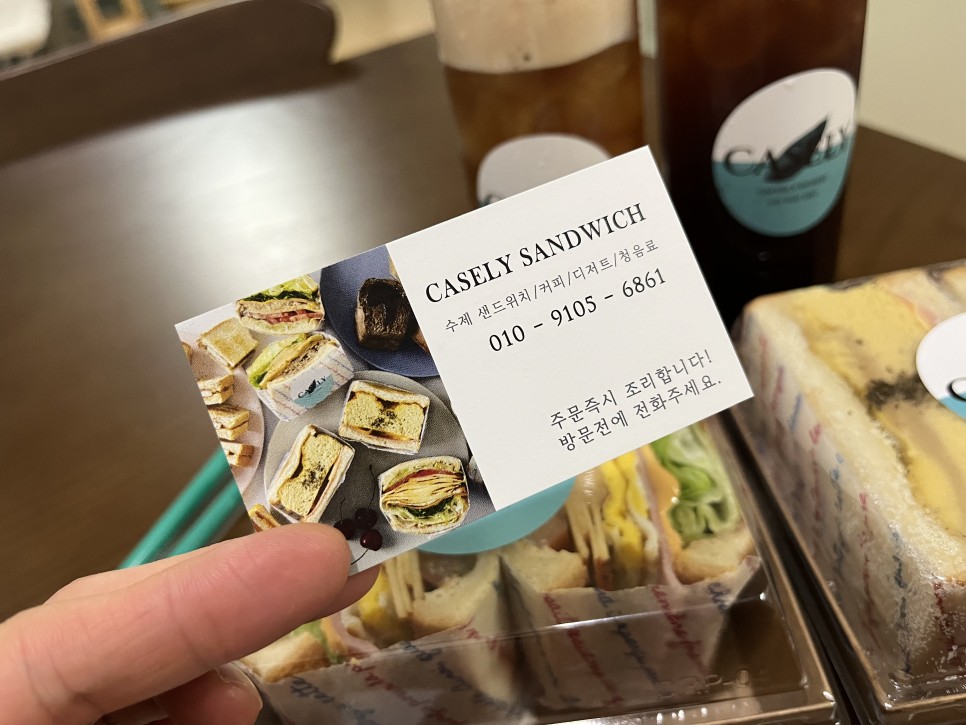 CASELY SANDWICH
수제 샌드위치/커피/디저트/청음료
010 - 9105 - 6861
주문즉시 조리합니다!
방문전에 전화주세요.
CASELY
CASELY